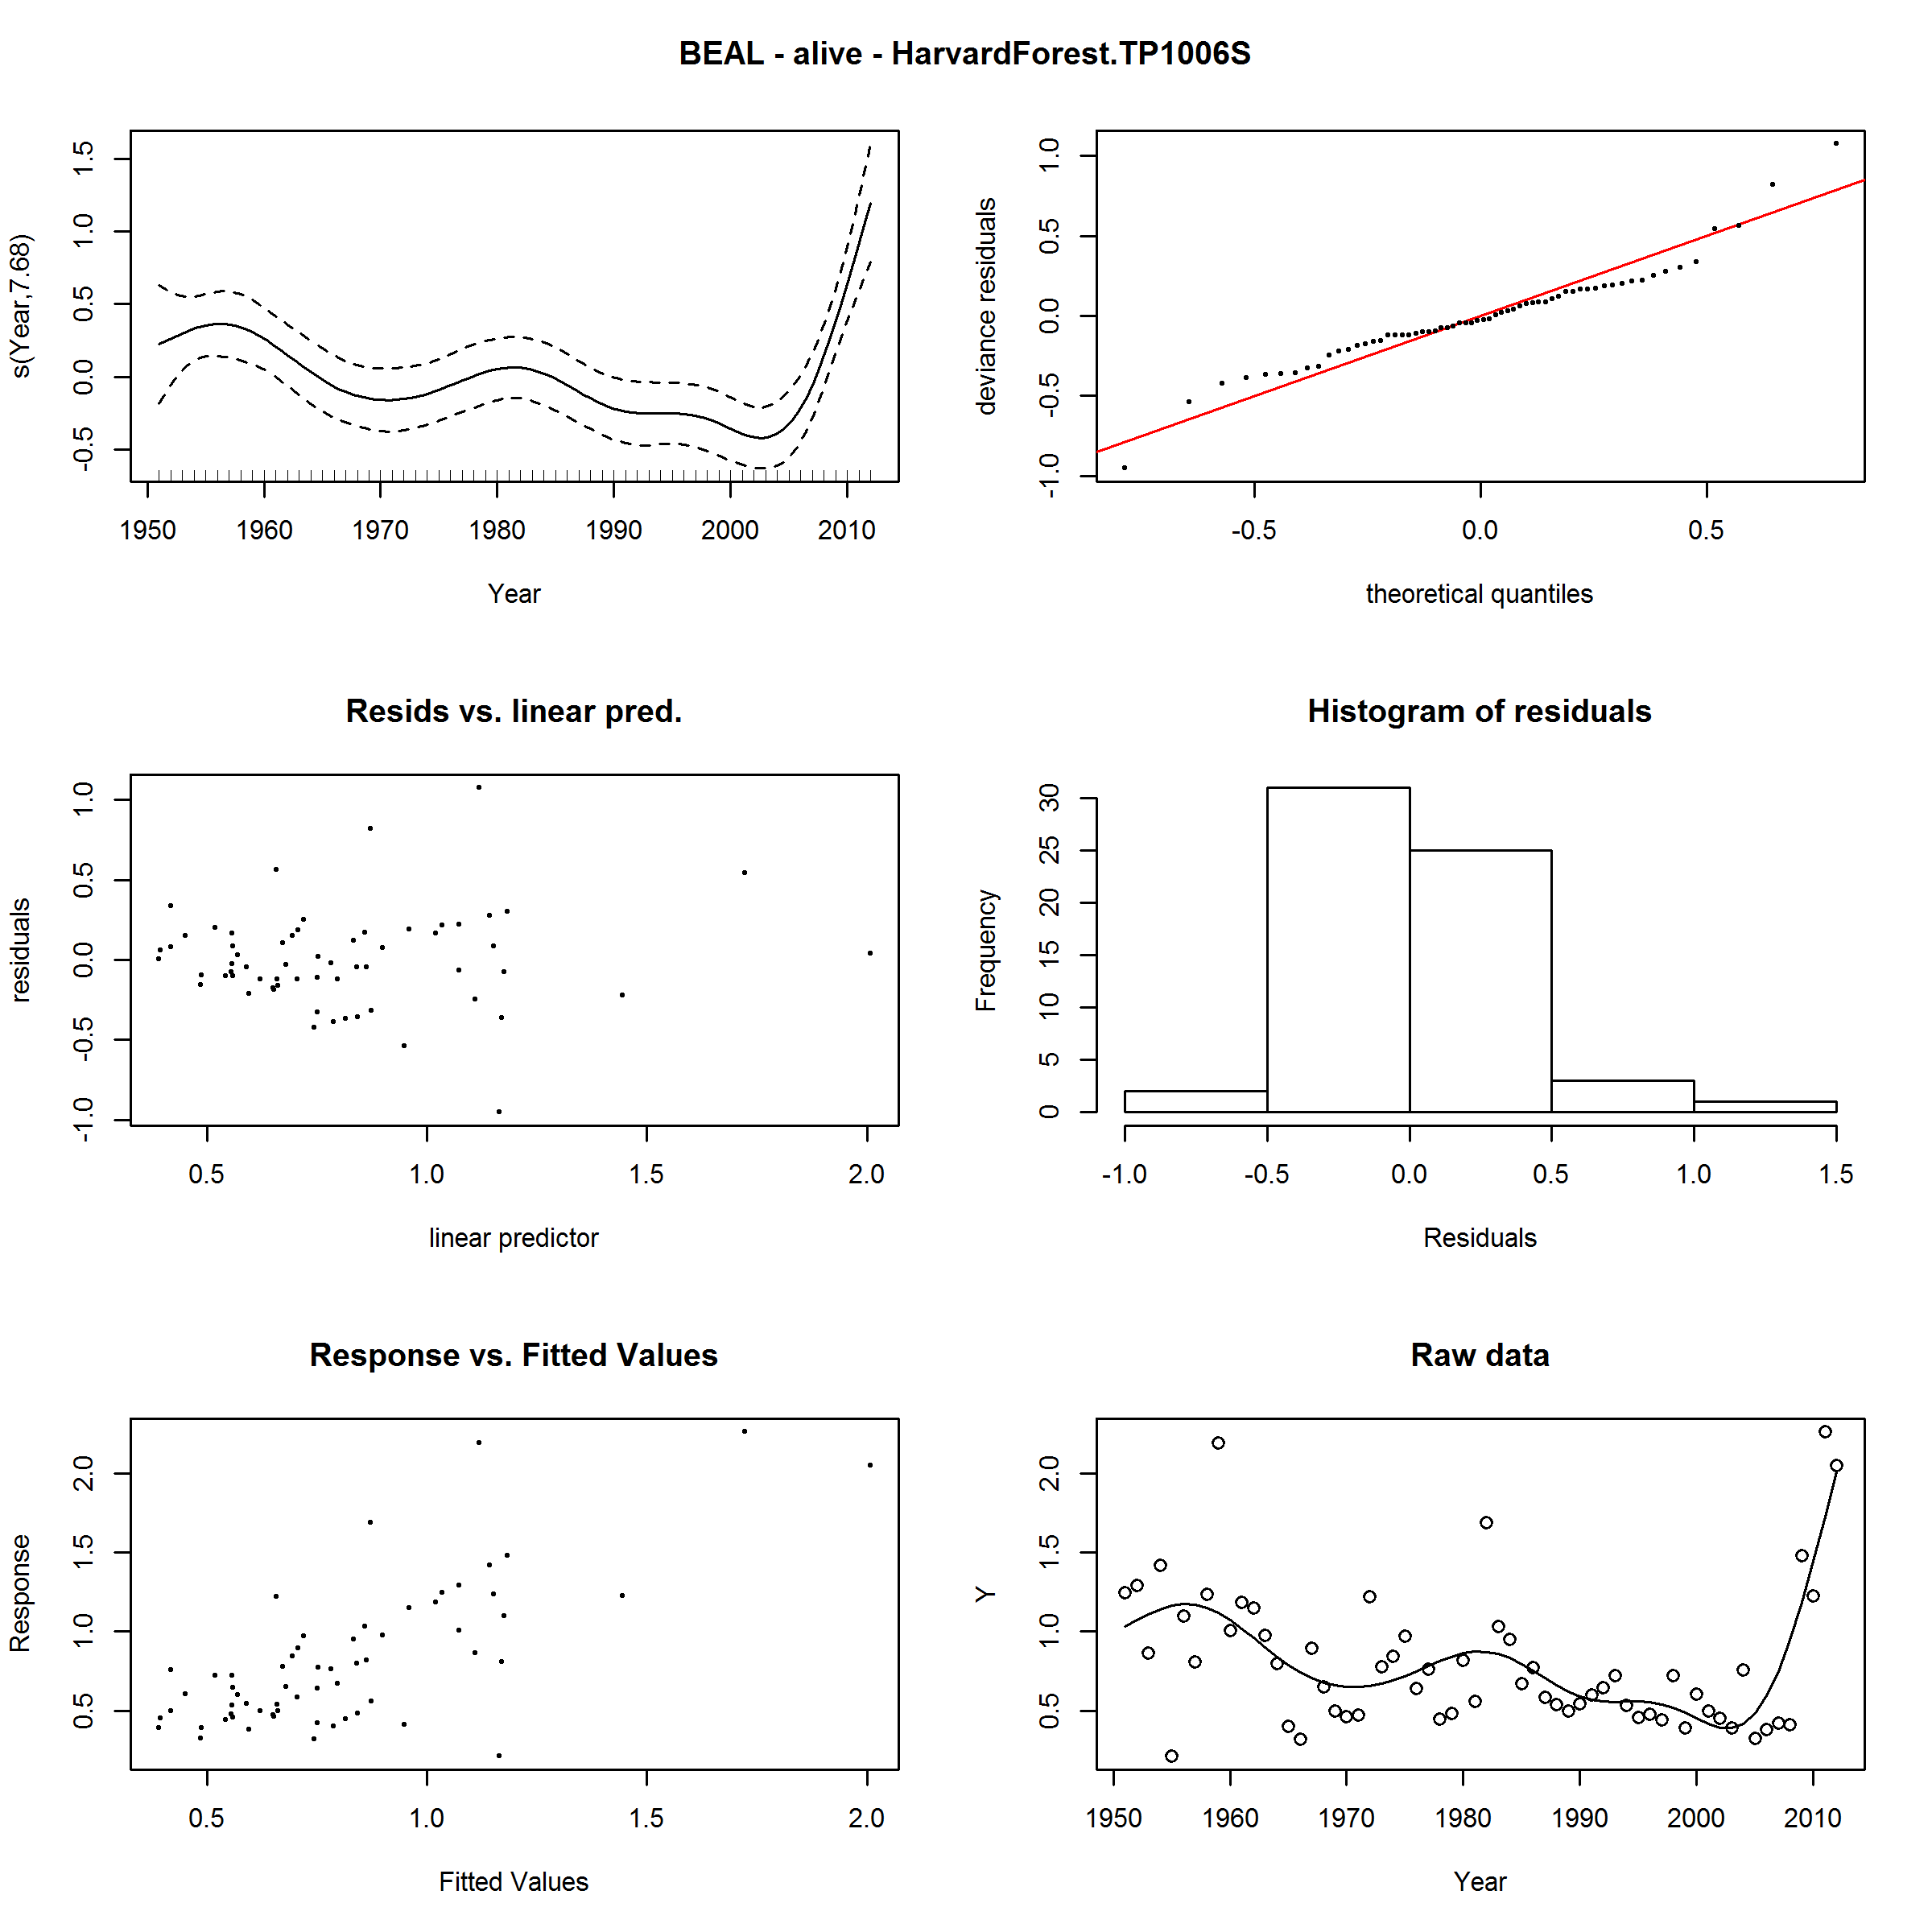 BEAL - alive - HarvardForest.TP1006S
s(Year,7.68)
1.5
1.0
0.5
0.0
-0.5
1950 1960 1970 1980 1990 2000 2010
Year
deviance residuals
1.0
0.5
0.0
-0.5
-1.0
-0.5 0.0 0.5
theoretical quantiles
Resids vs. linear pred.
residuals
1.0
0.5
0.0
-0.5
-1.0
0.5 1.0 1.5 2.0
linear predictor
Histogram of residuals
Frequency
30
25
20
15
10
5
0
-1.0 -0.5 0.0 0.5 1.0 1.5
Residuals
Response vs. Fitted Values
Response
2.0
1.5
1.0
0.5
0.5 1.0 1.5 2.0
Fitted Values
Raw data
Y
2.0
1.5
1.0
0.5
1950 1960 1970 1980 1990 2000 2010
Year